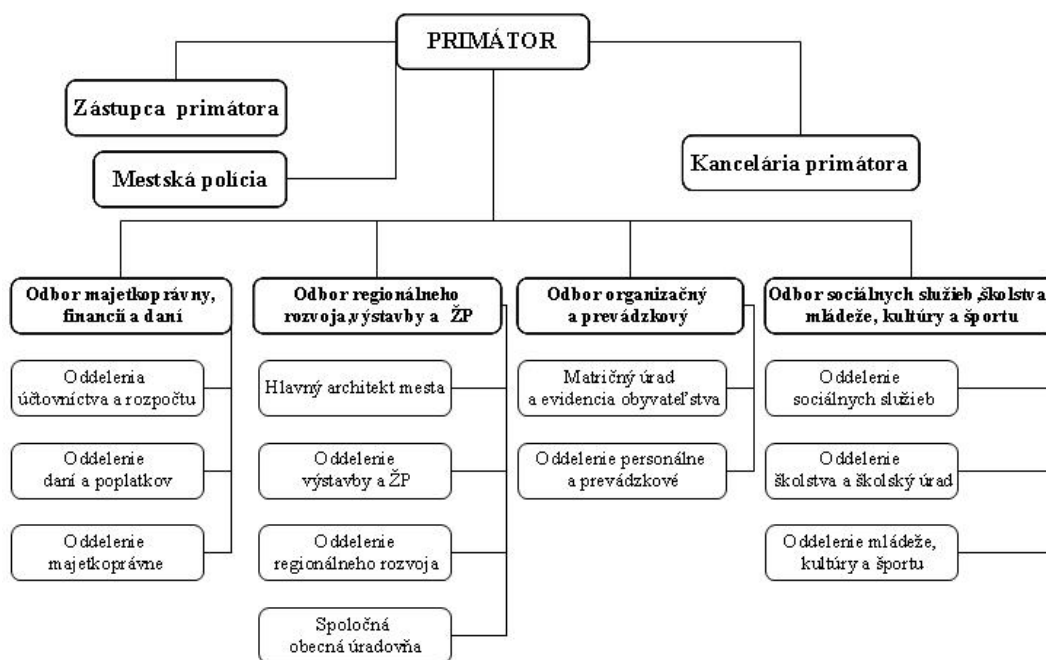 PRIMÁTOR
Zástupca primátora
Mestská polícia
Kancelária primátora
Odbor majetkoprávny,
financií a daní
Oddelenia
účtovníctva a rozpočtu
Oddelenie
daní a poplatkov
Oddelenie
majetkoprávne
Odbor regionálneho
rozvoja,výstavby a ŽP
Hlavný architekt mesta
Oddelenie
výstavby a ŽP
Oddelenie
regionálneho rozvoja
Spoločná
obecná úradovňa
Odbor organizačný
a prevádzkový
Matričný úrad
a evidencia obyvateľstva
Oddelenie personálne
a prevádzkové
Odbor sociálnych služieb ,školstva
mládeže, kultúry a športu
Oddelenie
sociálnych služieb
Oddelenie
školstva a školský úrad
Oddelenie mládeže,
kultúry a športu